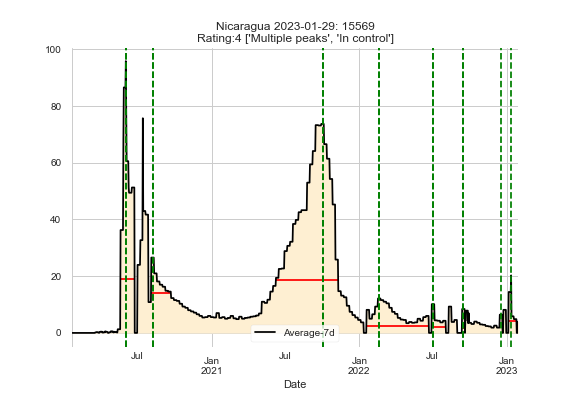 Nicaragua 2023-01-29: 15569
Rating:4 ['Multiple peaks', 'In control']
100
80
60
40
20
0
Average-7d
Jul
Jan
2021
Jul
Jan
2022
Jul
Jan
2023
Date